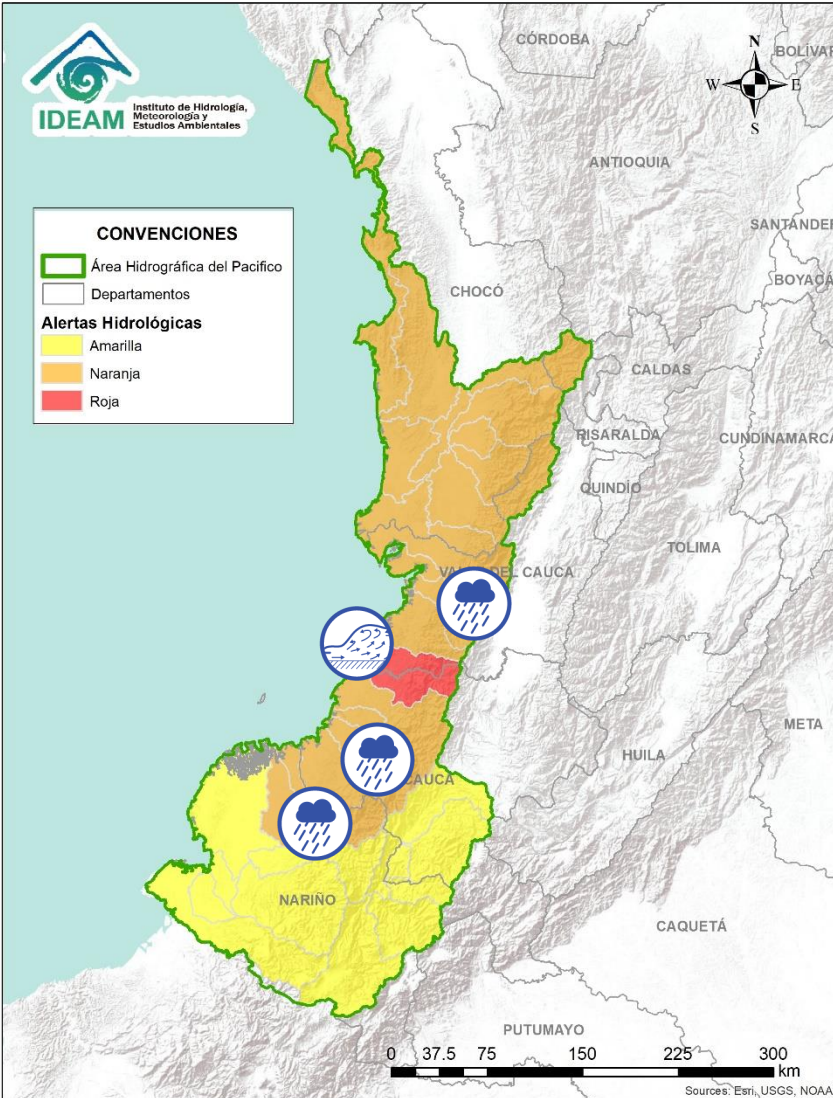 IDEAM
Instituto de Hidrología,
Meteorología y
Estudios Ambientales
CÓRDOBA
BOLÍVAR
N
W
E
S
ANTIOQUIA
SANTANDER
BOYACÁ
CONVENCIONES
Área Hidrográfica del Pacifico
Departamentos
Alertas Hidrológicas
Amarilla
Naranja
Roja
CHOCÓ
CALDAS
RISARALDA
CUNDINAMARCA
QUINDÍO
TOLIMA
VALLE DEL CAUCA
META
HUILA
CAUCA
NARIÑO
CAQUETÁ
PUTUMAYO
0 37.5 75 150 225 300
km
Sources: Esri, USGS, NOAA